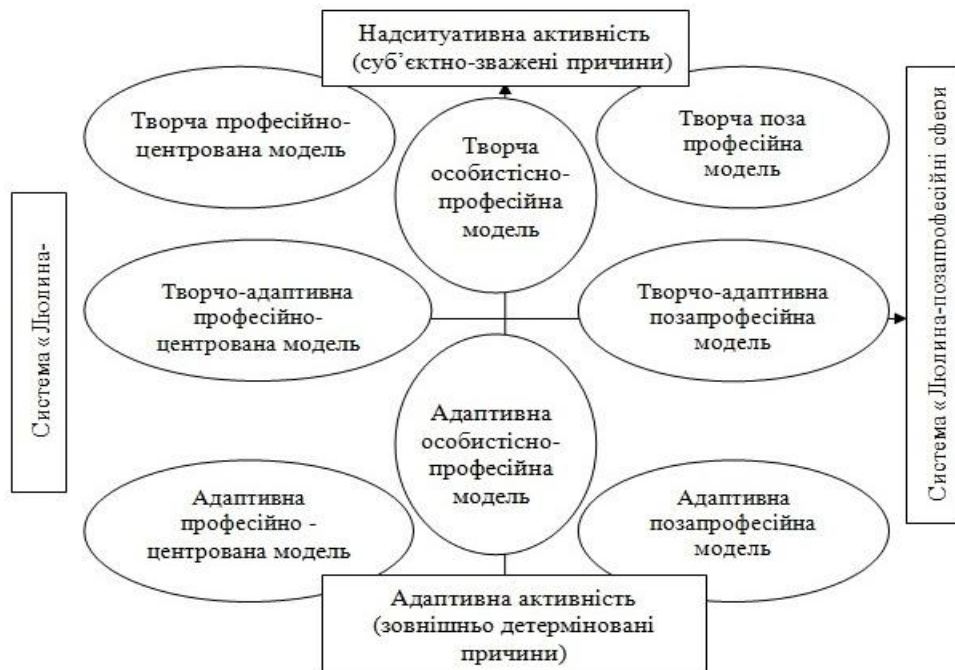 Надситуативна активність
(суб’єктно-зважені причини)
Творча професійно-
центрована модель
Творча
особистісно-
професійна
модель
Творча поза
професійна
модель
Система «Людина-
Творчо-адаптивна
професійно-
центрована модель
Творчо-адаптивна
позапрофесійна
модель
Система «Людина-позапрофесійні сфери
Адаптивна
особистісно-
професійна
модель
Адаптивна
професійно -
центрована модель
Адаптивна
позапрофесійна
модель
Адаптивна активність
(зовнішньо детерміновані
причини)